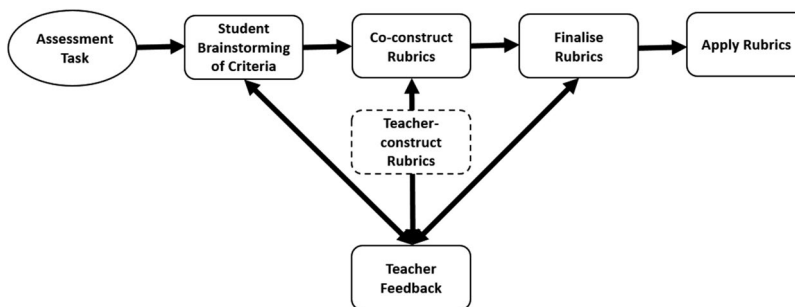 Assessment
Task
Student
Brainstorming
of Criteria
Co-construct
Rubrics
Finalise
Rubrics
Apply Rubrics
Teacher-
construct
Rubrics
Teacher
Feedback